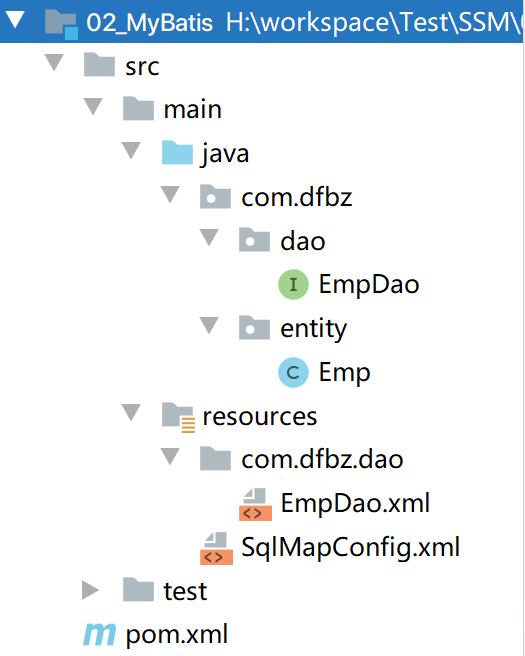 02_MyBatis H:\workspace\Test\SSM\
src
main
java
com.dfbz
dao
I EmpDao
entity
C Emp
resources
com.dfbz.dao
<> EmpDao.xml
<> SqlMapConfig.xml
test
m pom.xml